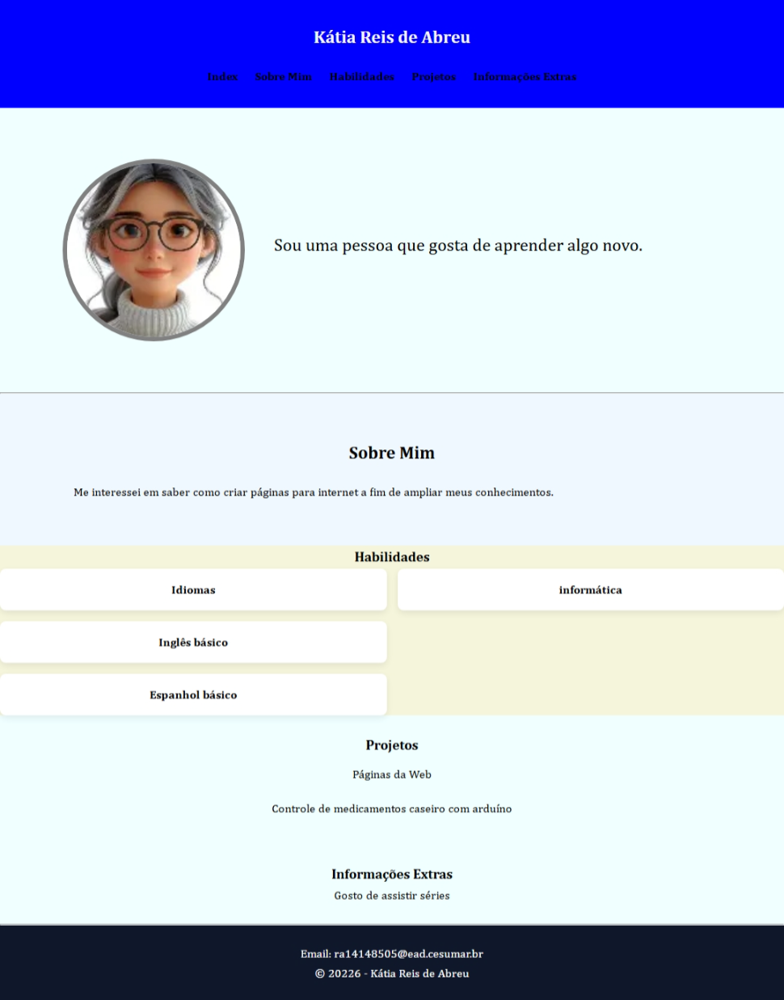 Kátia Reis de Abreu
Index Sobre Mim Habilidades Projetos Informações Extras
Sou uma pessoa que gosta de aprender algo novo.
Sobre Mim
Me interessei em saber como criar páginas para internet a fim de ampliar meus conhecimentos.
Habilidades
Idiomas
informática
Inglês básico
Espanhol básico
Projetos
Páginas da Web
Controle de medicamentos caseiro com arduíno
Informações Extras
Gosto de assistir séries
Email: ra14148505@ead.cesumar.br
© 20226 - Kátia Reis de Abreu